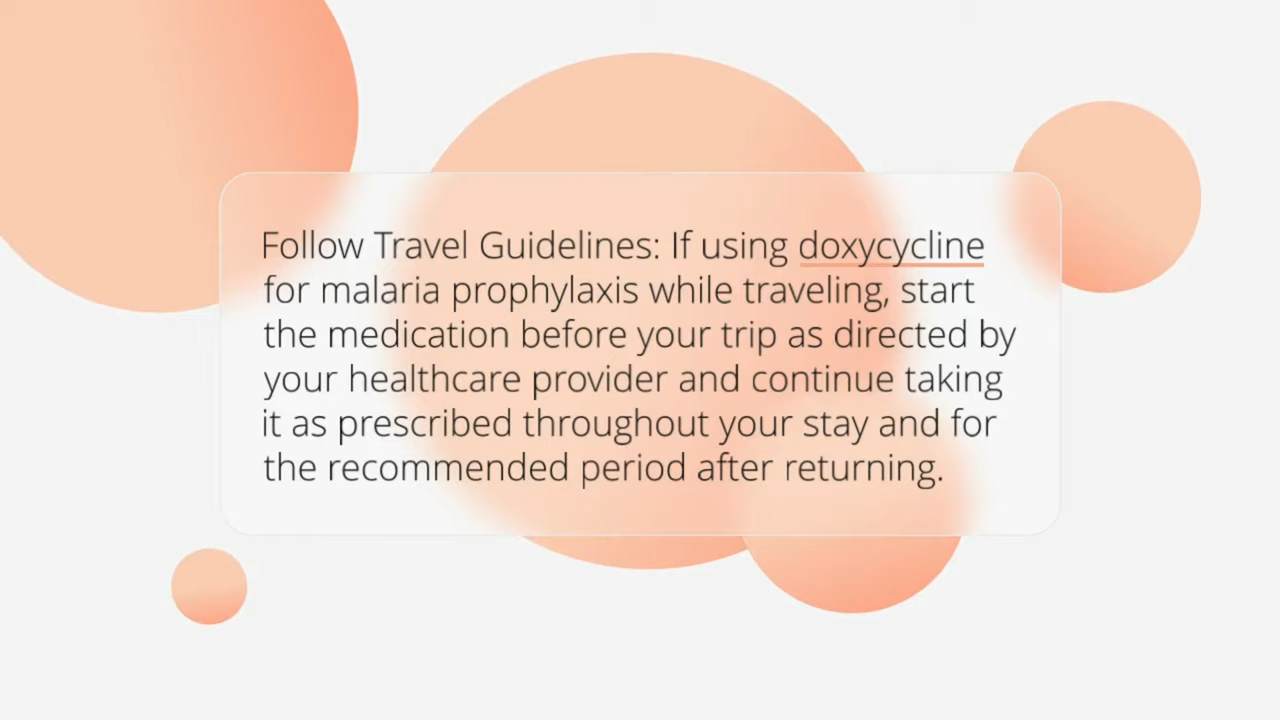 Follow Travel Guidelines: If using doxycycline
for malaria prophylaxis while traveling, start
the medication before your trip as directed by
your healthcare provider and continue taking
it as prescribed throughout your stay and for
the recommended period after returning.